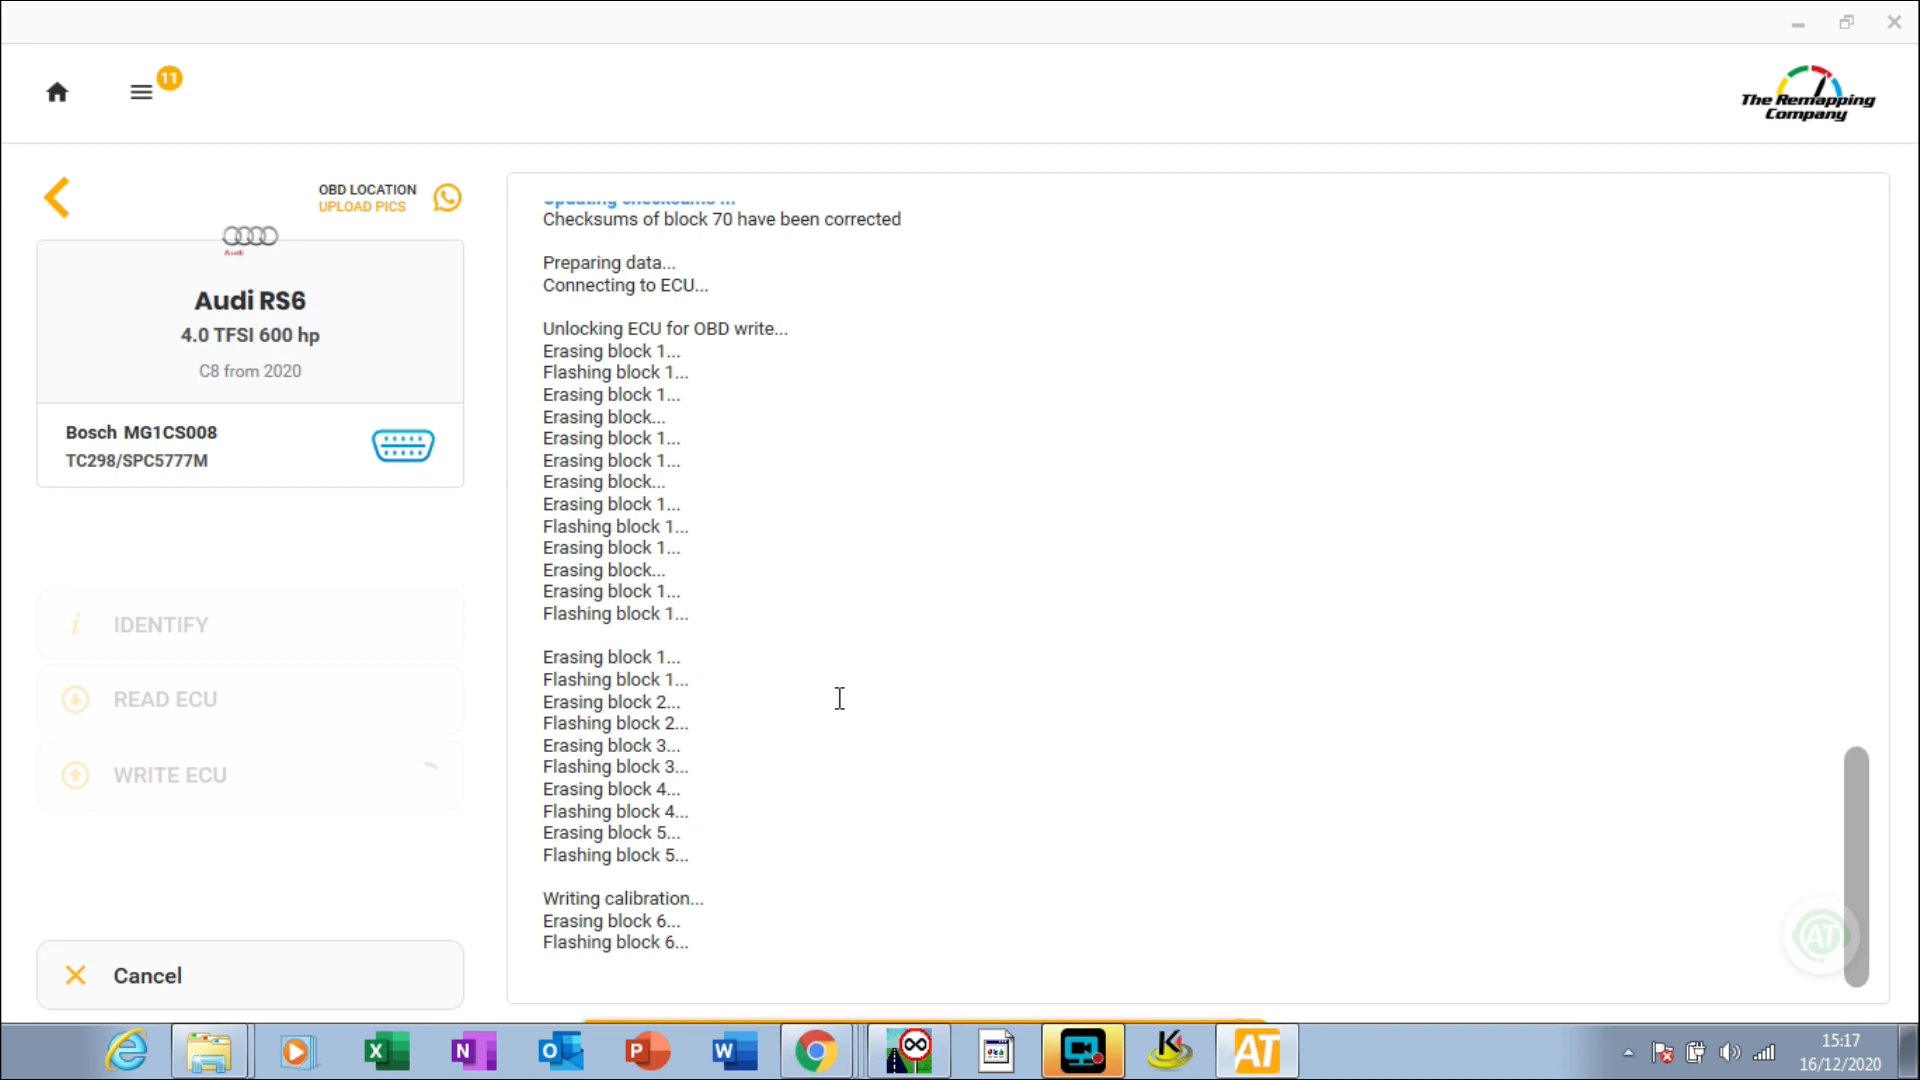 11
The Remapping
Company
OBD LOCATION
UPLOAD PICS
Audi
Audi RS6
4.0 TFSI 600 hp
C8 from 2020
Bosch MG1CS008
TC298/SPC5777M
i IDENTIFY
READ ECU
WRITE ECU
Cancel
Updating checksums ...
Checksums of block 70 have been corrected
Preparing data...
Connecting to ECU...
Unlocking ECU for OBD write...
Erasing block 1...
Flashing block 1...
Erasing block 1...
Erasing block...
Erasing block 1...
Erasing block 1...
Erasing block...
Erasing block 1...
Flashing block 1...
Erasing block 1...
Erasing block...
Erasing block 1...
Flashing block 1...
Erasing block 1...
Flashing block 1...
Erasing block 2...
Flashing block 2...
Erasing block 3...
Flashing block 3...
Erasing block 4...
Flashing block 4...
Erasing block 5...
Flashing block 5...
Writing calibration...
Erasing block 6...
Flashing block 6...
AT
X N O P W K AT
15:17
16/12/2020